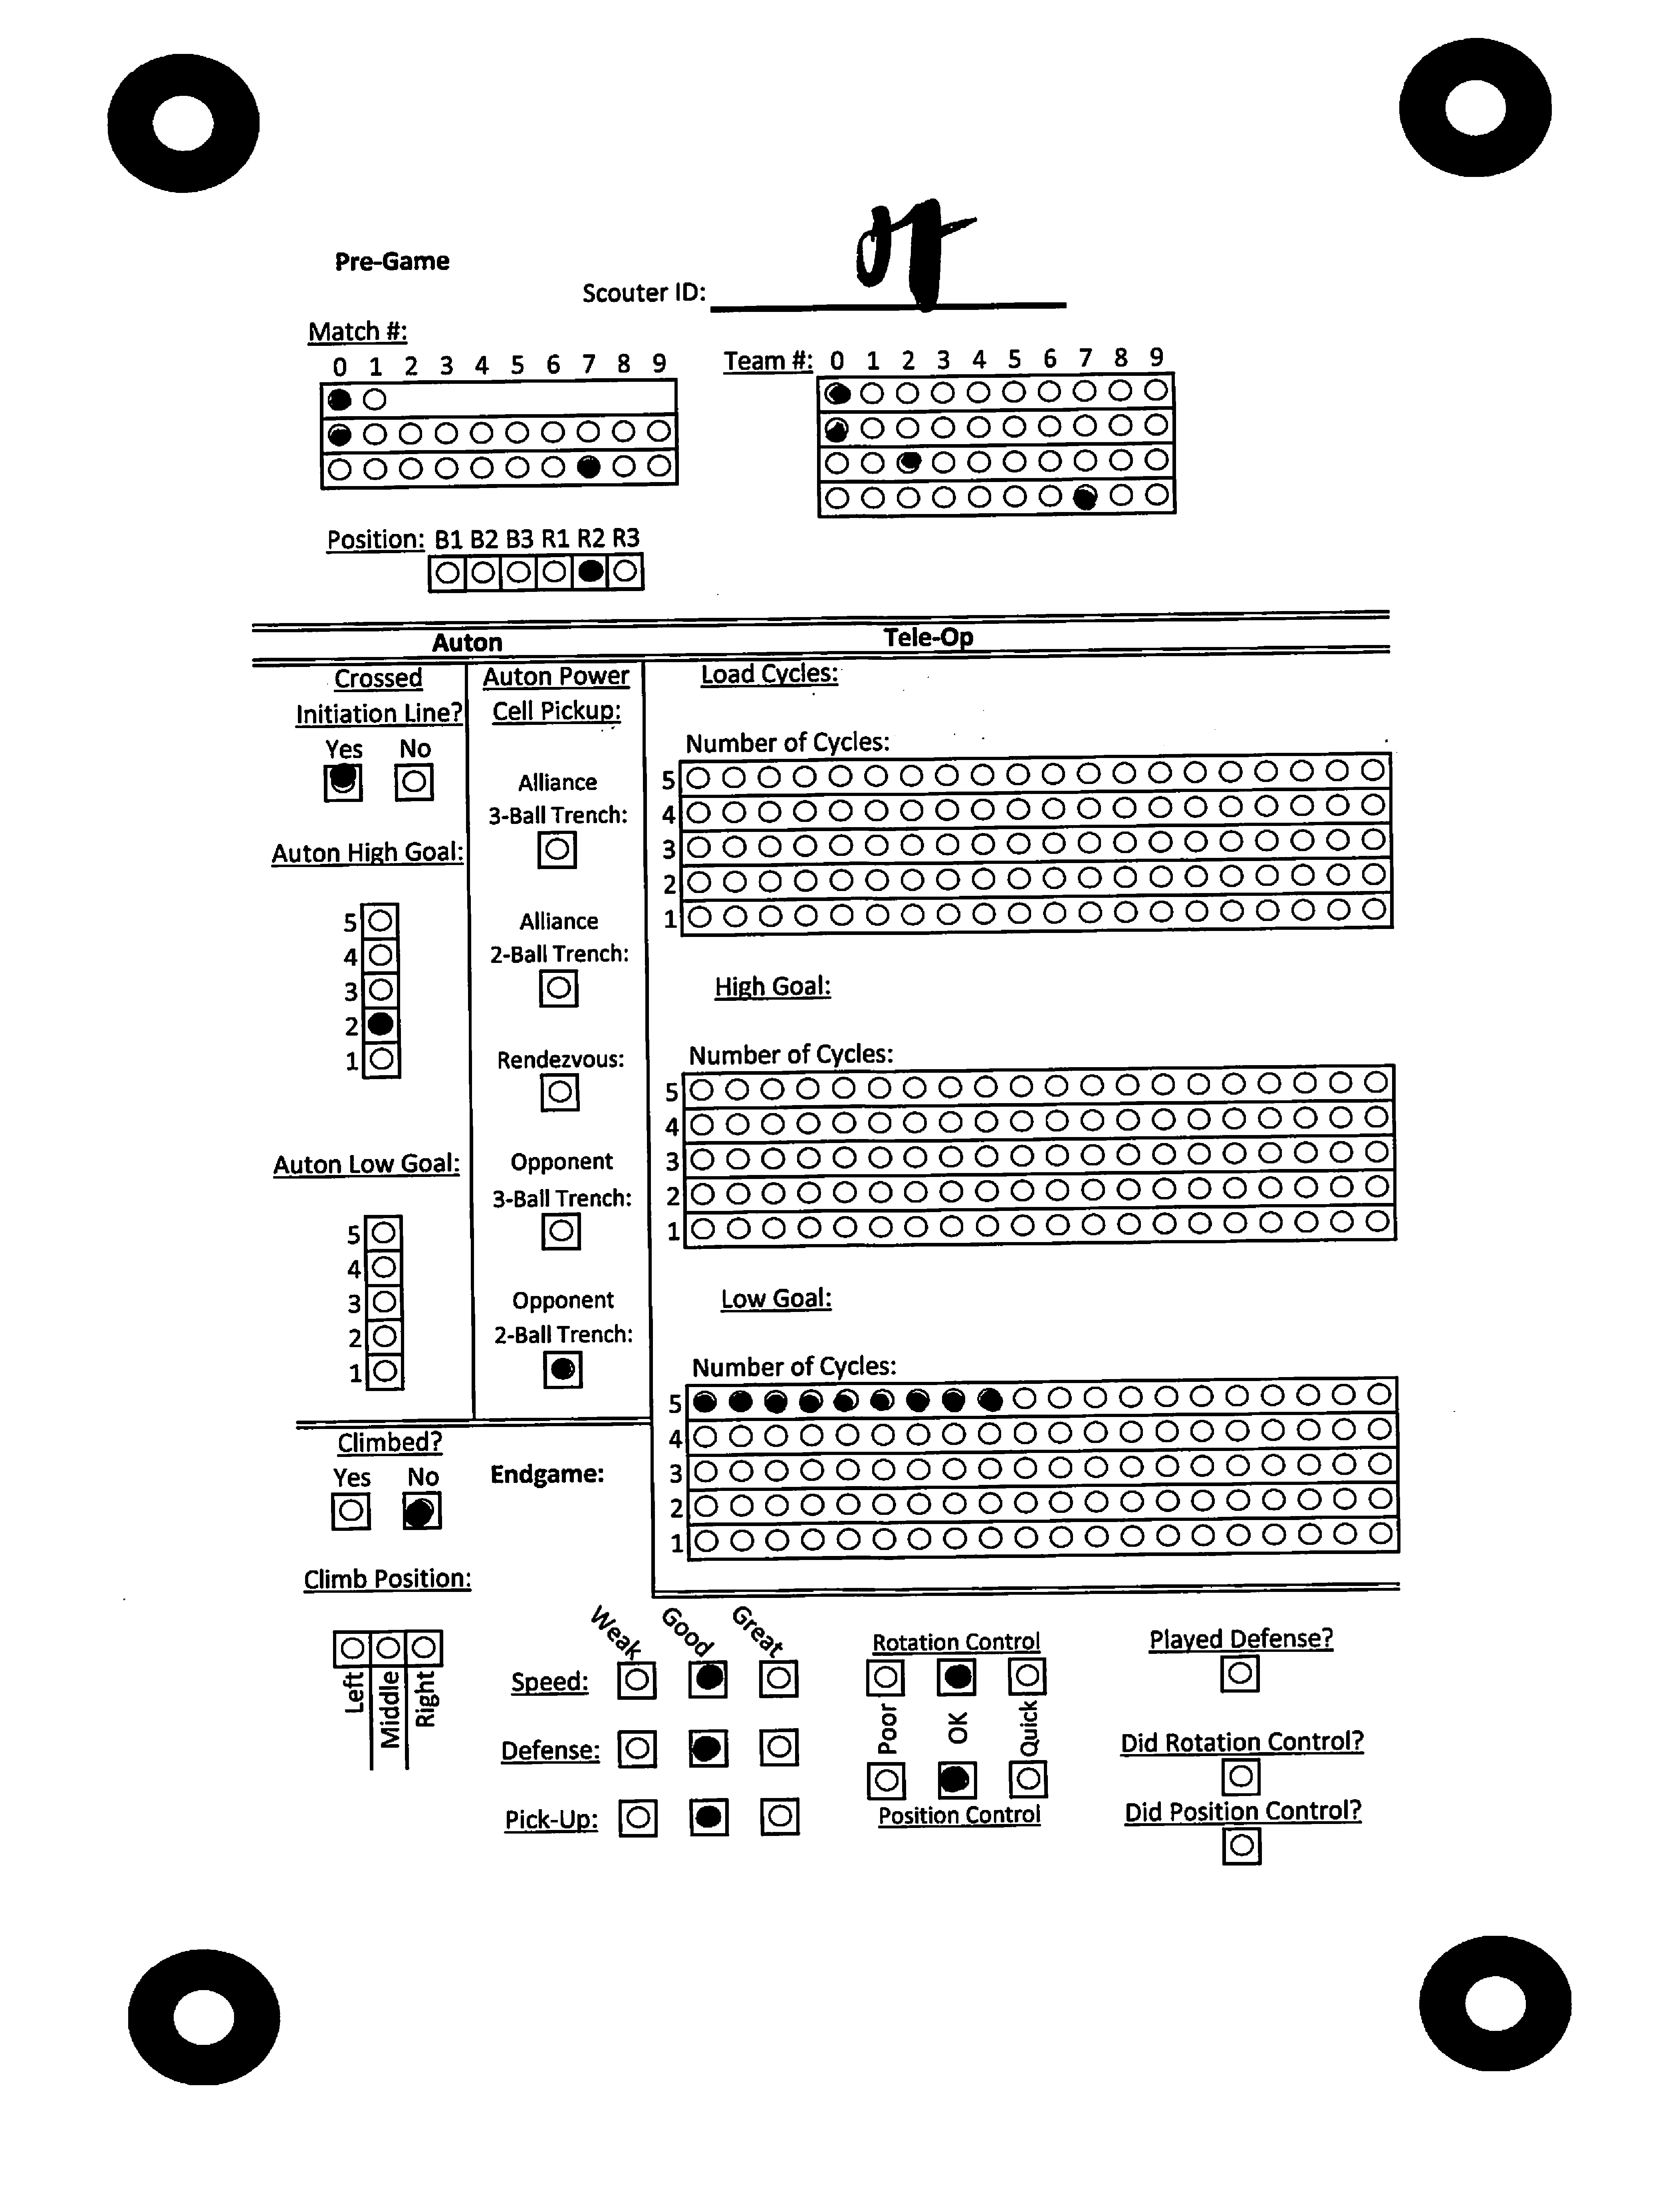 Pre-Game
Scouter ID:
Match #:
0 1 2 3 4 5 6 7 8 9
Team #: 0 1 2 3 4 5 6 7 8 9
Position: B1 B2 B3 R1 R2 R3
Auton
Tele-Op
Crossed
Initiation Line?
Yes No
Auton High Goal:
5
4
3
2
1
Auton Low Goal:
5
4
3
2
1
Auton Power
Cell Pickup:
Alliance
3-Ball Trench:
Alliance
2-Ball Trench:
Rendezvous:
Opponent
3-Ball Trench:
Opponent
2-Ball Trench:
Load Cycles:
Number of Cycles:
5
4
3
2
1
High Goal:
Number of Cycles:
5
4
3
2
1
Low Goal:
Number of Cycles:
5
4
3
2
1
Climbed?
Yes No
Endgame:
Climb Position:
Left
Middle
Right
Weak Good Great
Speed:
Defense:
Pick-Up:
Rotation Control
Poor OK Quick
Position Control
Played Defense?
Did Rotation Control?
Did Position Control?